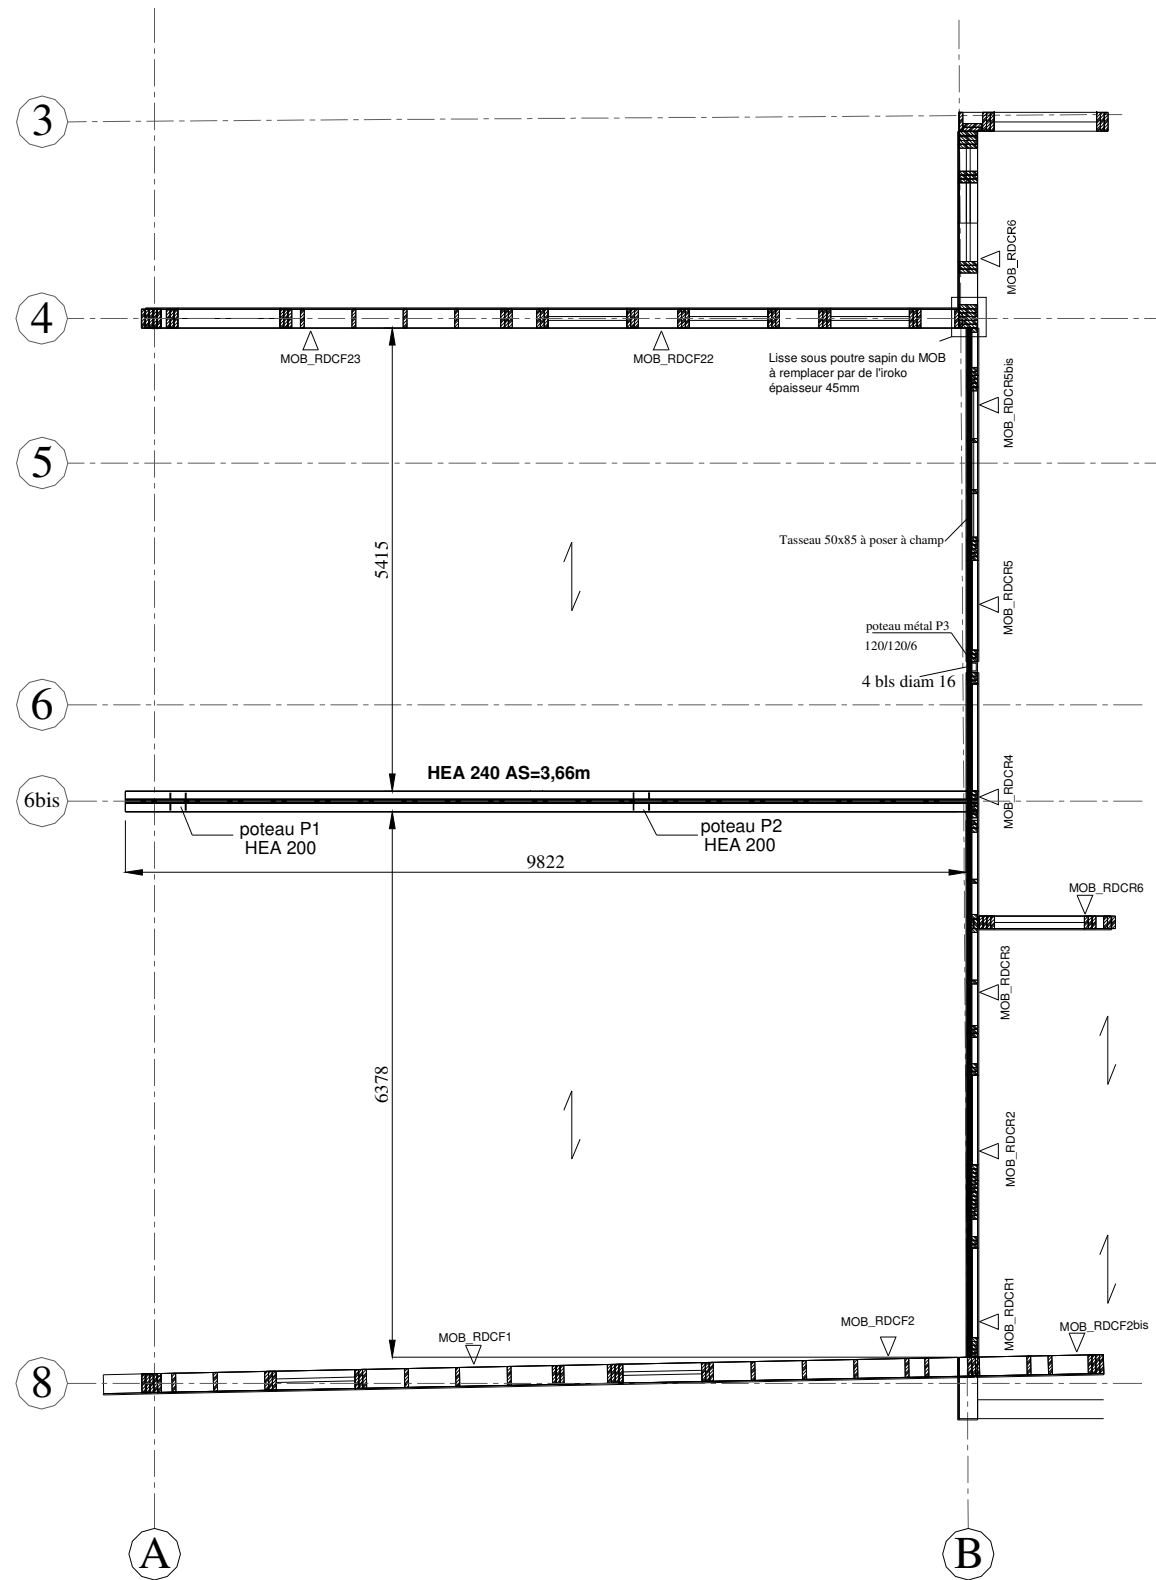 3
MOB_RDCR6
4
MOB_RDCF23
MOB_RDCF22
Lisse sous poutre sapin du MOB
à remplacer par de l'iroko
épaisseur 45mm
MOB_RDCR5bis
5
Tasseau 50x85 à poser à champ
5415
MOB_RDCR5
poteau métal P3
120/120/6
4 bls diam 16
6
HEA 240 AS=3,66m
MOB_RDCR4
6bis
poteau P1
HEA 200
poteau P2
HEA 200
9822
MOB_RDCR6
MOB_RDCR3
6378
MOB_RDCR2
MOB_RDCR1
MOB_RDCF1
MOB_RDCF2
MOB_RDCF2bis
8
A
B